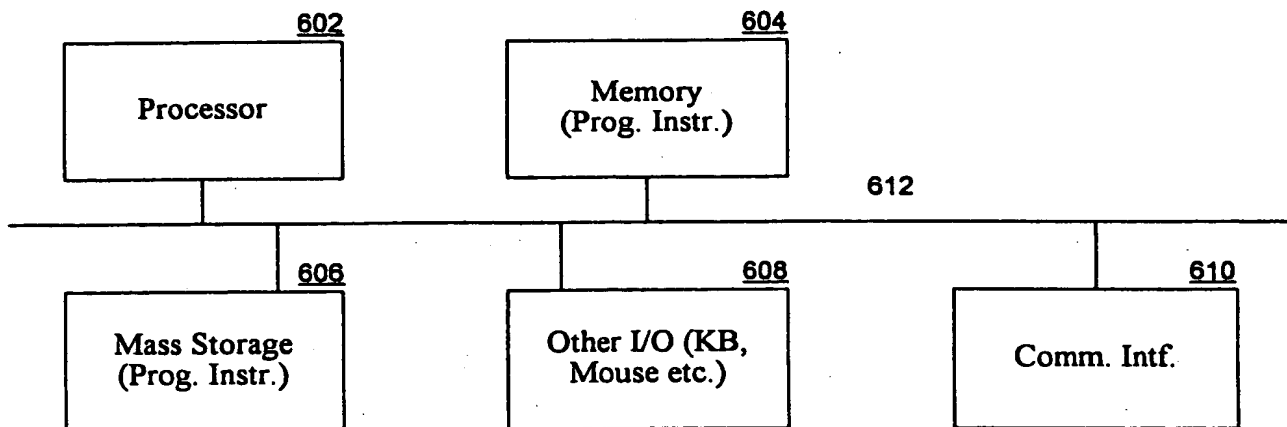 602
Processor
604
Memory
(Prog. Instr.)
612
606
Mass Storage
(Prog. Instr.)
608
Other I/O (KB,
Mouse etc.)
610
Comm. Intf.